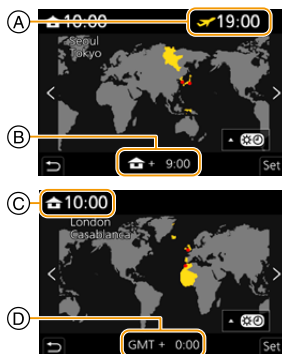 A
10:00
19:00
Seoul
Tokyo
B
+ 9:00
Set
C
10:00
London
Casablanca
D
GMT + 0:00
Set